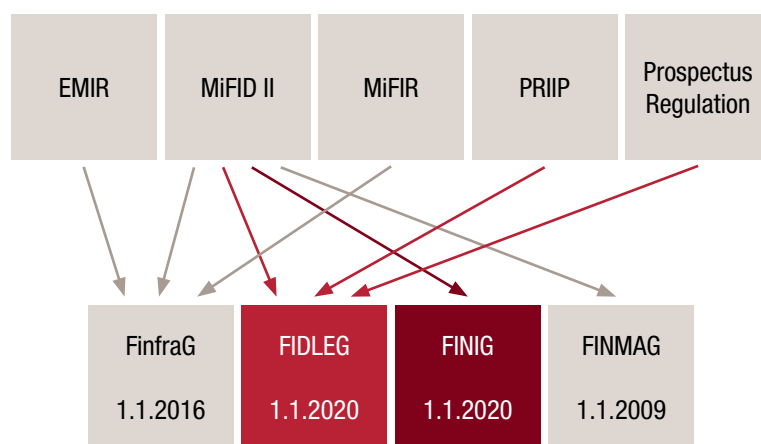 EMIR
MiFID II
MiFIR
PRIIP
Prospectus
Regulation
FinfraG
1.1.2016
FIDLEG
1.1.2020
FINIG
1.1.2020
FINMAG
1.1.2009